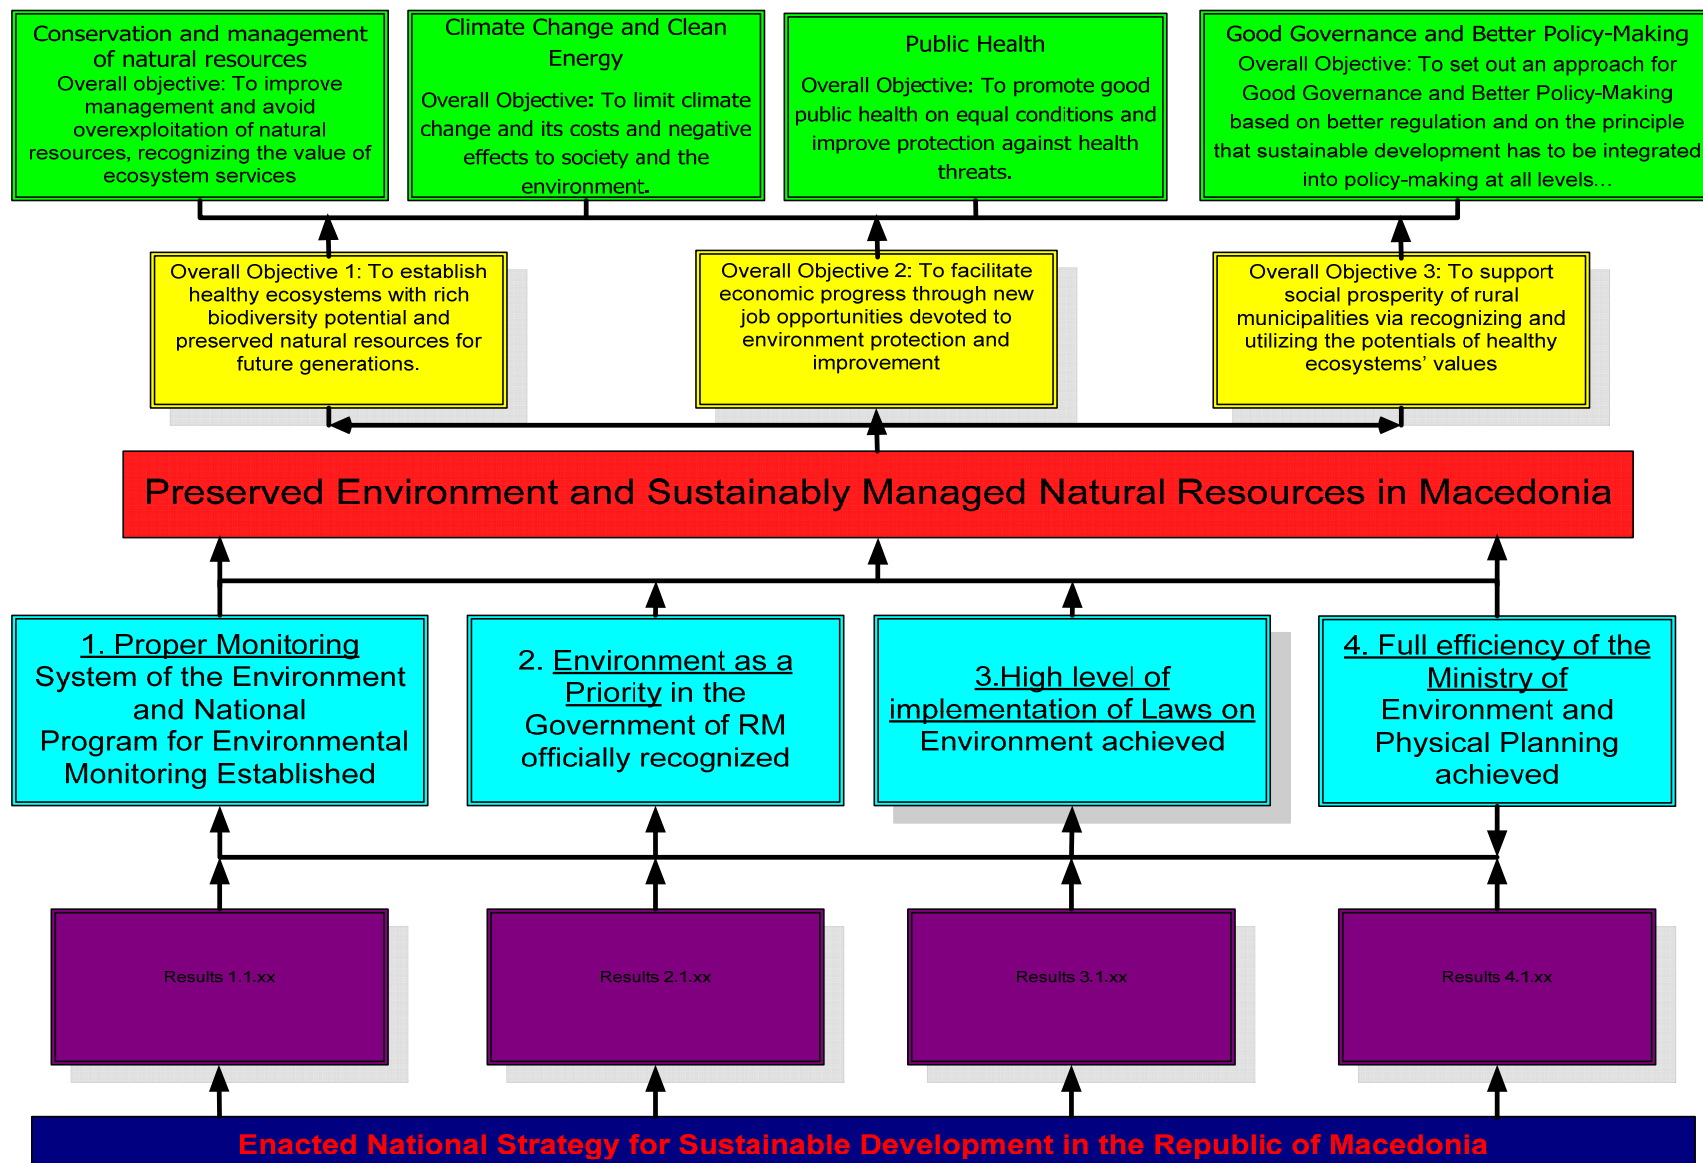 Conservation and management
of natural resources
Overall objective: To improve
management and avoid
overexploitation of natural
resources, recognizing the value of
ecosystem services
Climate Change and Clean
Energy
Overall Objective: To limit climate
change and its costs and negative
effects to society and the
environment.
Public Health
Overall Objective: To promote good
public health on equal conditions and
improve protection against health
threats.
Good Governance and Better Policy-Making
Overall Objective: To set out an approach for
Good Governance and Better Policy-Making
based on better regulation and on the principle
that sustainable development has to be integrated
into policy-making at all levels…
Overall Objective 1: To establish
healthy ecosystems with rich
biodiversity potential and
preserved natural resources for
future generations.
Overall Objective 2: To facilitate
economic progress through new
job opportunities devoted to
environment protection and
improvement
Overall Objective 3: To support
social prosperity of rural
municipalities via recognizing and
utilizing the potentials of healthy
ecosystems’ values
Preserved Environment and Sustainably Managed Natural Resources in Macedonia
1. Proper Monitoring
System of the Environment
and National
Program for Environmental
Monitoring Established
2. Environment as a
Priority in the
Government of RM
officially recognized
3.High level of
implementation of Laws on
Environment achieved
4. Full efficiency of the
Ministry of
Environment and
Physical Planning
achieved
Results 1.1.xx
Results 2.1.xx
Results 3.1.xx
Results 4.1.xx
Enacted National Strategy for Sustainable Development in the Republic of Macedonia